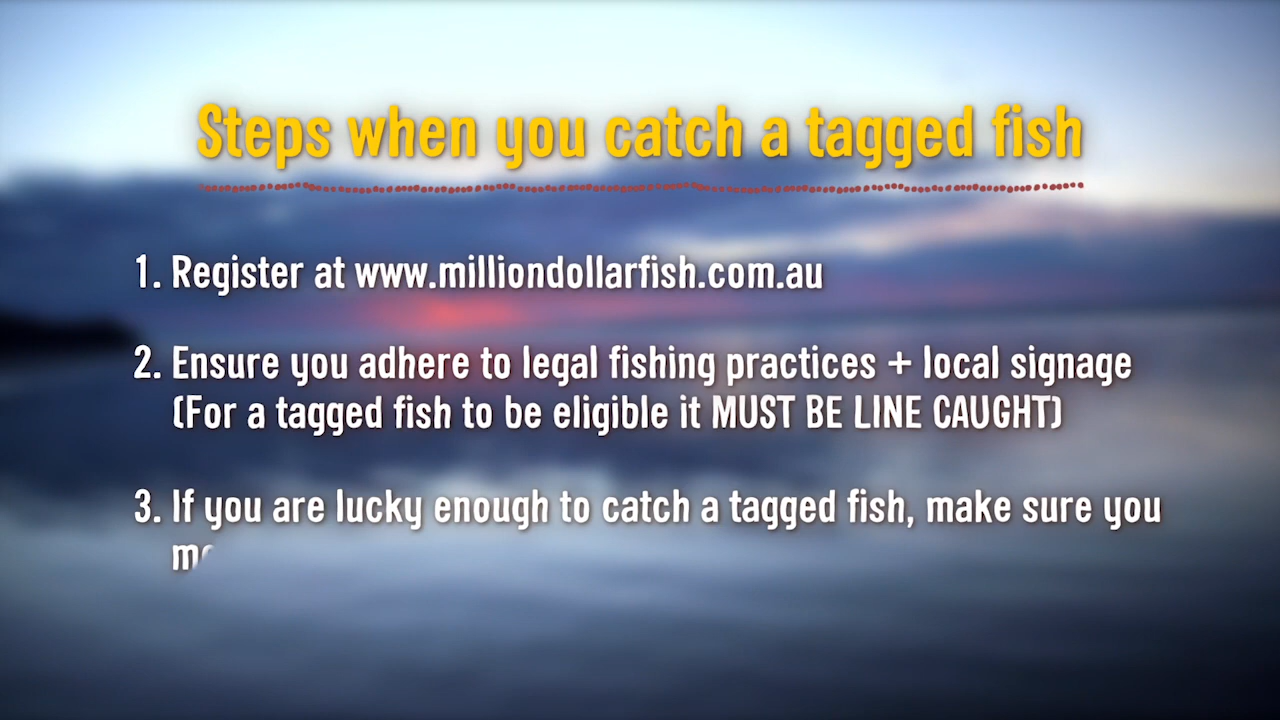 Steps when you catch a tagged fish
1. Register at www.milliondollarfish.com.au
2. Ensure you adhere to legal fishing practices + local signage
(For a tagged fish to be eligible it MUST BE LINE CAUGHT)
3. If you are lucky enough to catch a tagged fish, make sure you